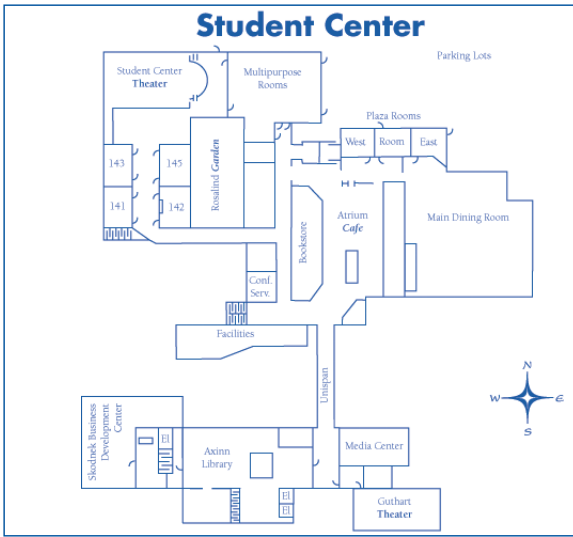 Student Center
Parking Lots
Student Center
Theater
Multipurpose
Rooms
Plaza Rooms
West
Room
East
143
145
141
142
Rosalind Garden
Bookstore
Atrium
Cafe
Main Dining Room
Conf.
Serv.
Facilities
Unispan
N
W
E
S
Skodnek Business
Development
Center
El
Axinn
Library
El
El
Media Center
Guthart
Theater